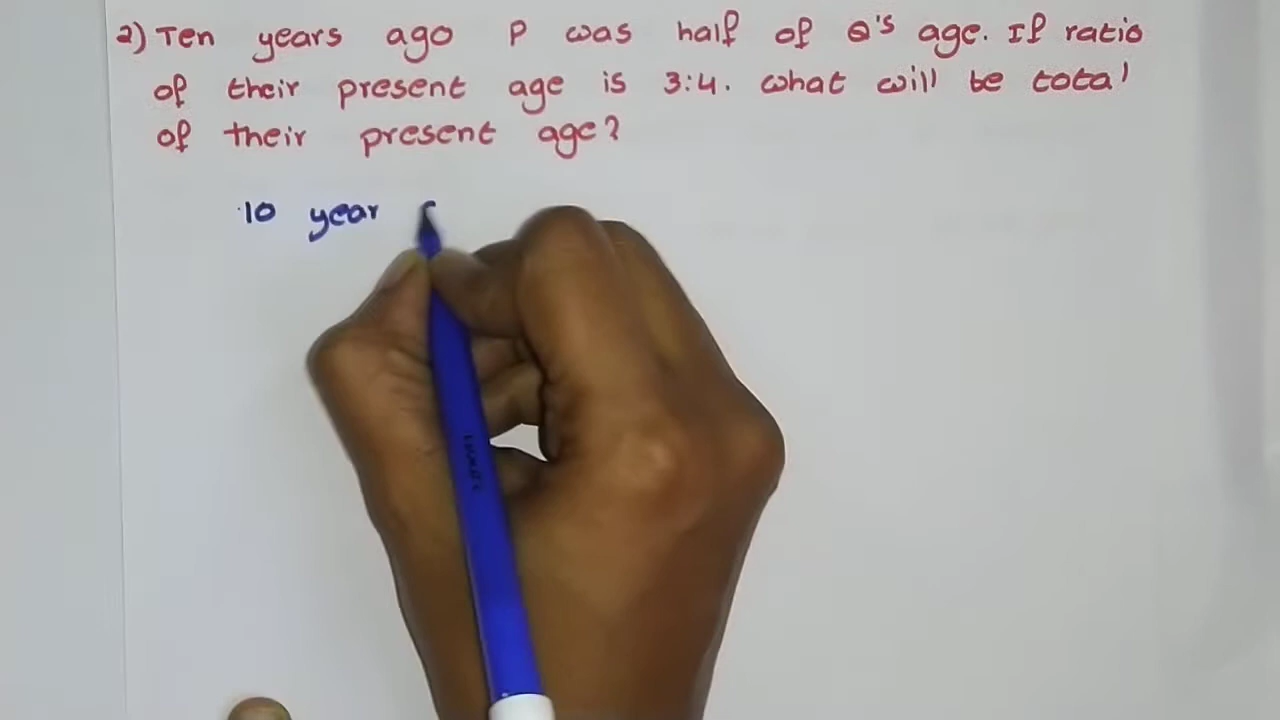 2) Ten years ago P was half of Q's age. If ratio
of their present age is 3:4. what will be total
of their present age?
10 year